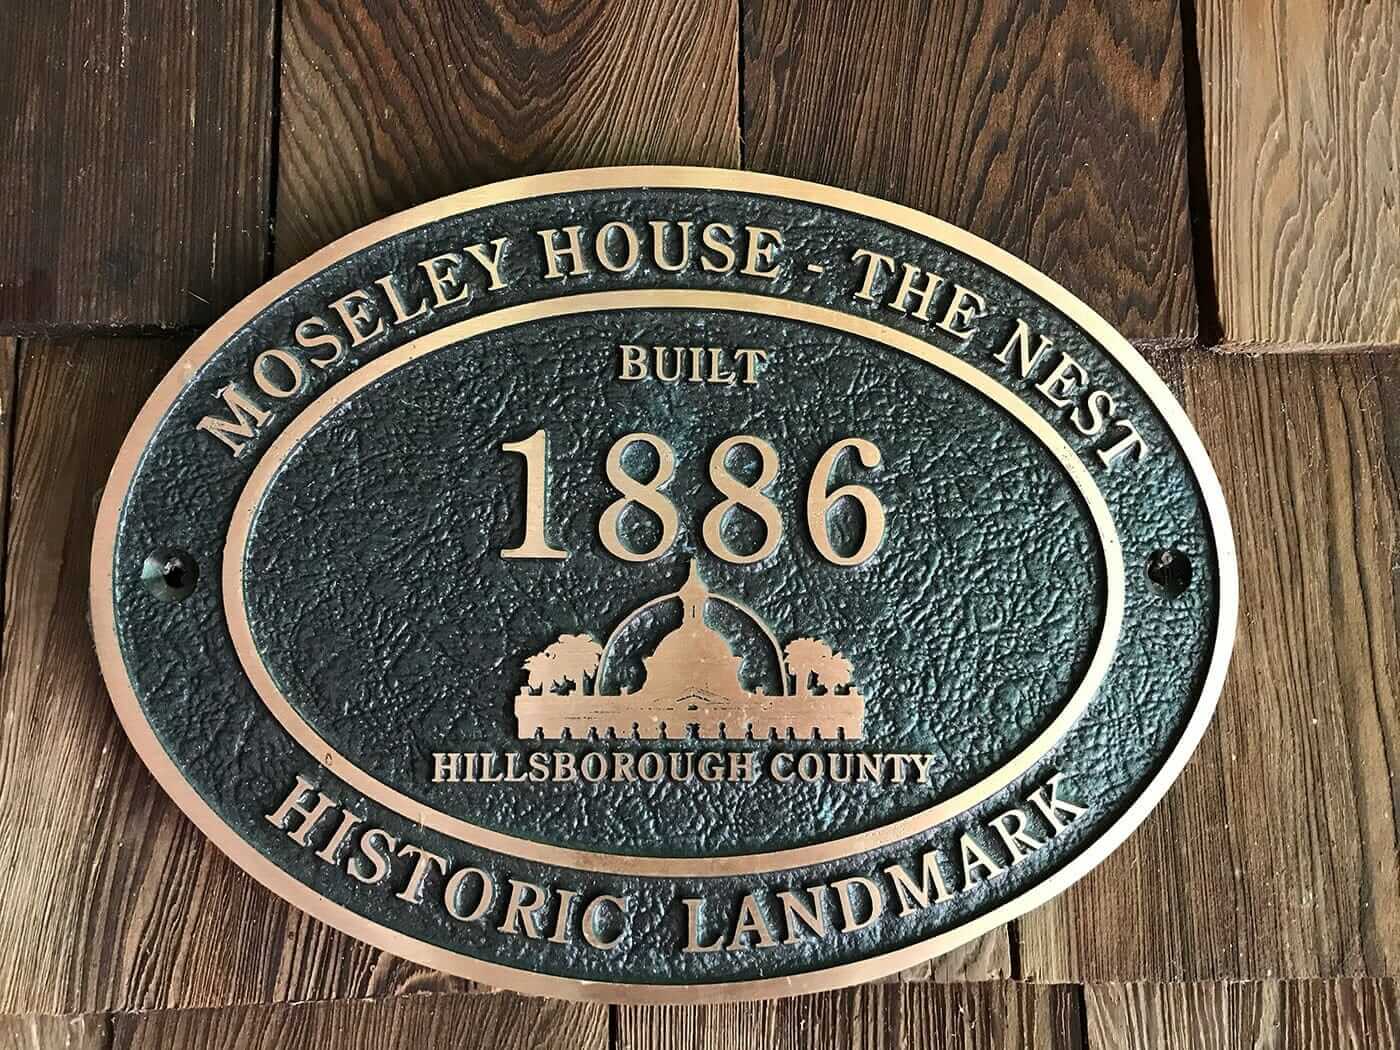 MOSELEY HOUSE - THE NEST
BUILT
1886
HILLSBOROUGH COUNTY
HISTORIC LANDMARK